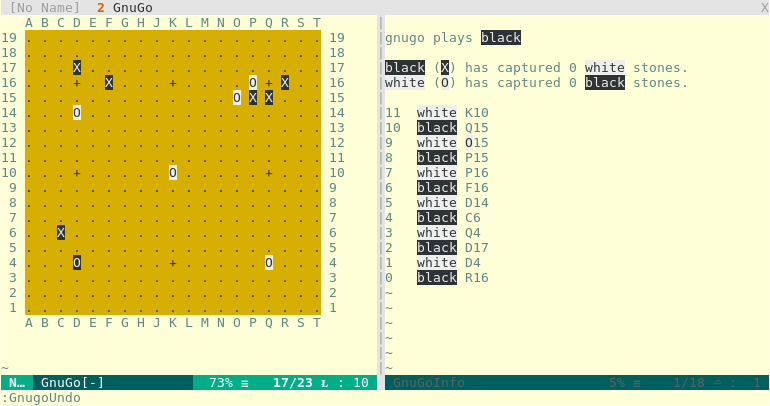 [No Name] 2 GnuGo X
A B C D E F G H J K L M N O P Q R S T
19 . . . . . . . . . . . . . . . . . . . 19
18 . . . . . . . . . . . . . . . . . . . 18
17 . . . X . . . . . . . . . . . . . . . 17
16 . . . + . X . . . + . . . . O + X . . 16
15 . . . . . . . . . . . . . O X X . . . 15
14 . . . O . . . . . . . . . . . . . . . 14
13 . . . . . . . . . . . . . . . . . . . 13
12 . . . . . . . . . . . . . . . . . . . 12
11 . . . . . . . . . . . . . . . . . . . 11
10 . . . + . . . . . O . . . . . + . . . 10
9 . . . . . . . . . . . . . . . . . . . 9
8 . . . . . . . . . . . . . . . . . . . 8
7 . . . . . . . . . . . . . . . . . . . 7
6 . . X . . . . . . . . . . . . . . . . 6
5 . . . . . . . . . . . . . . . . . . . 5
4 . . . O . . . . . + . . . . . O . . . 4
3 . . . . . . . . . . . . . . . . . . . 3
2 . . . . . . . . . . . . . . . . . . . 2
1 . . . . . . . . . . . . . . . . . . . 1
A B C D E F G H J K L M N O P Q R S T
~
N… GnuGo[-] 73% ≡ 17/23 Ł : 10
gnugo plays black
black (X) has captured 0 white stones.
white (O) has captured 0 black stones.
11 white K10
10 black Q15
9 white O15
8 black P15
7 white P16
6 black F16
5 white D14
4 black C6
3 white Q4
2 black D17
1 white D4
0 black R16
~
~
~
~
~
~
GnuGoInfo 5% ≡ 1/18 : 1
:GnugoUndo